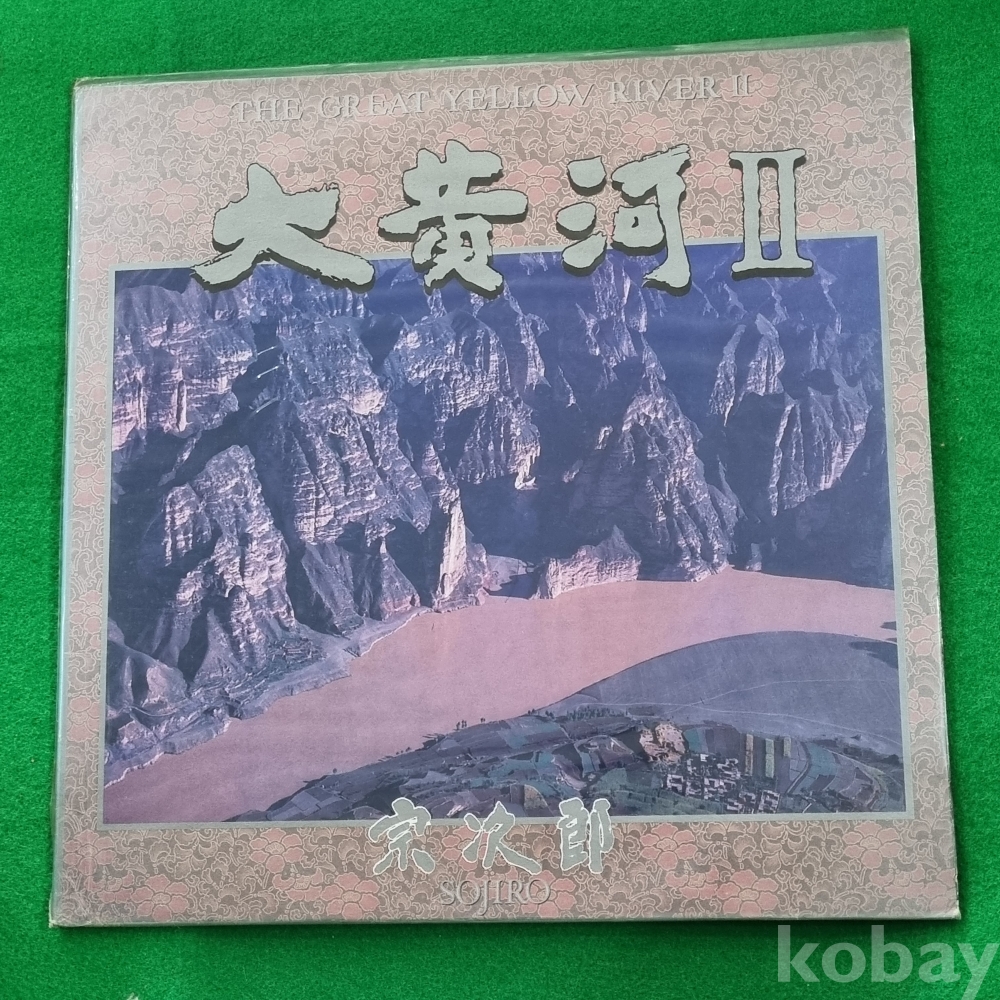 THE GREAT YELLOW RIVER II
大黄河II
宗次郎
SOJIRO
kobay